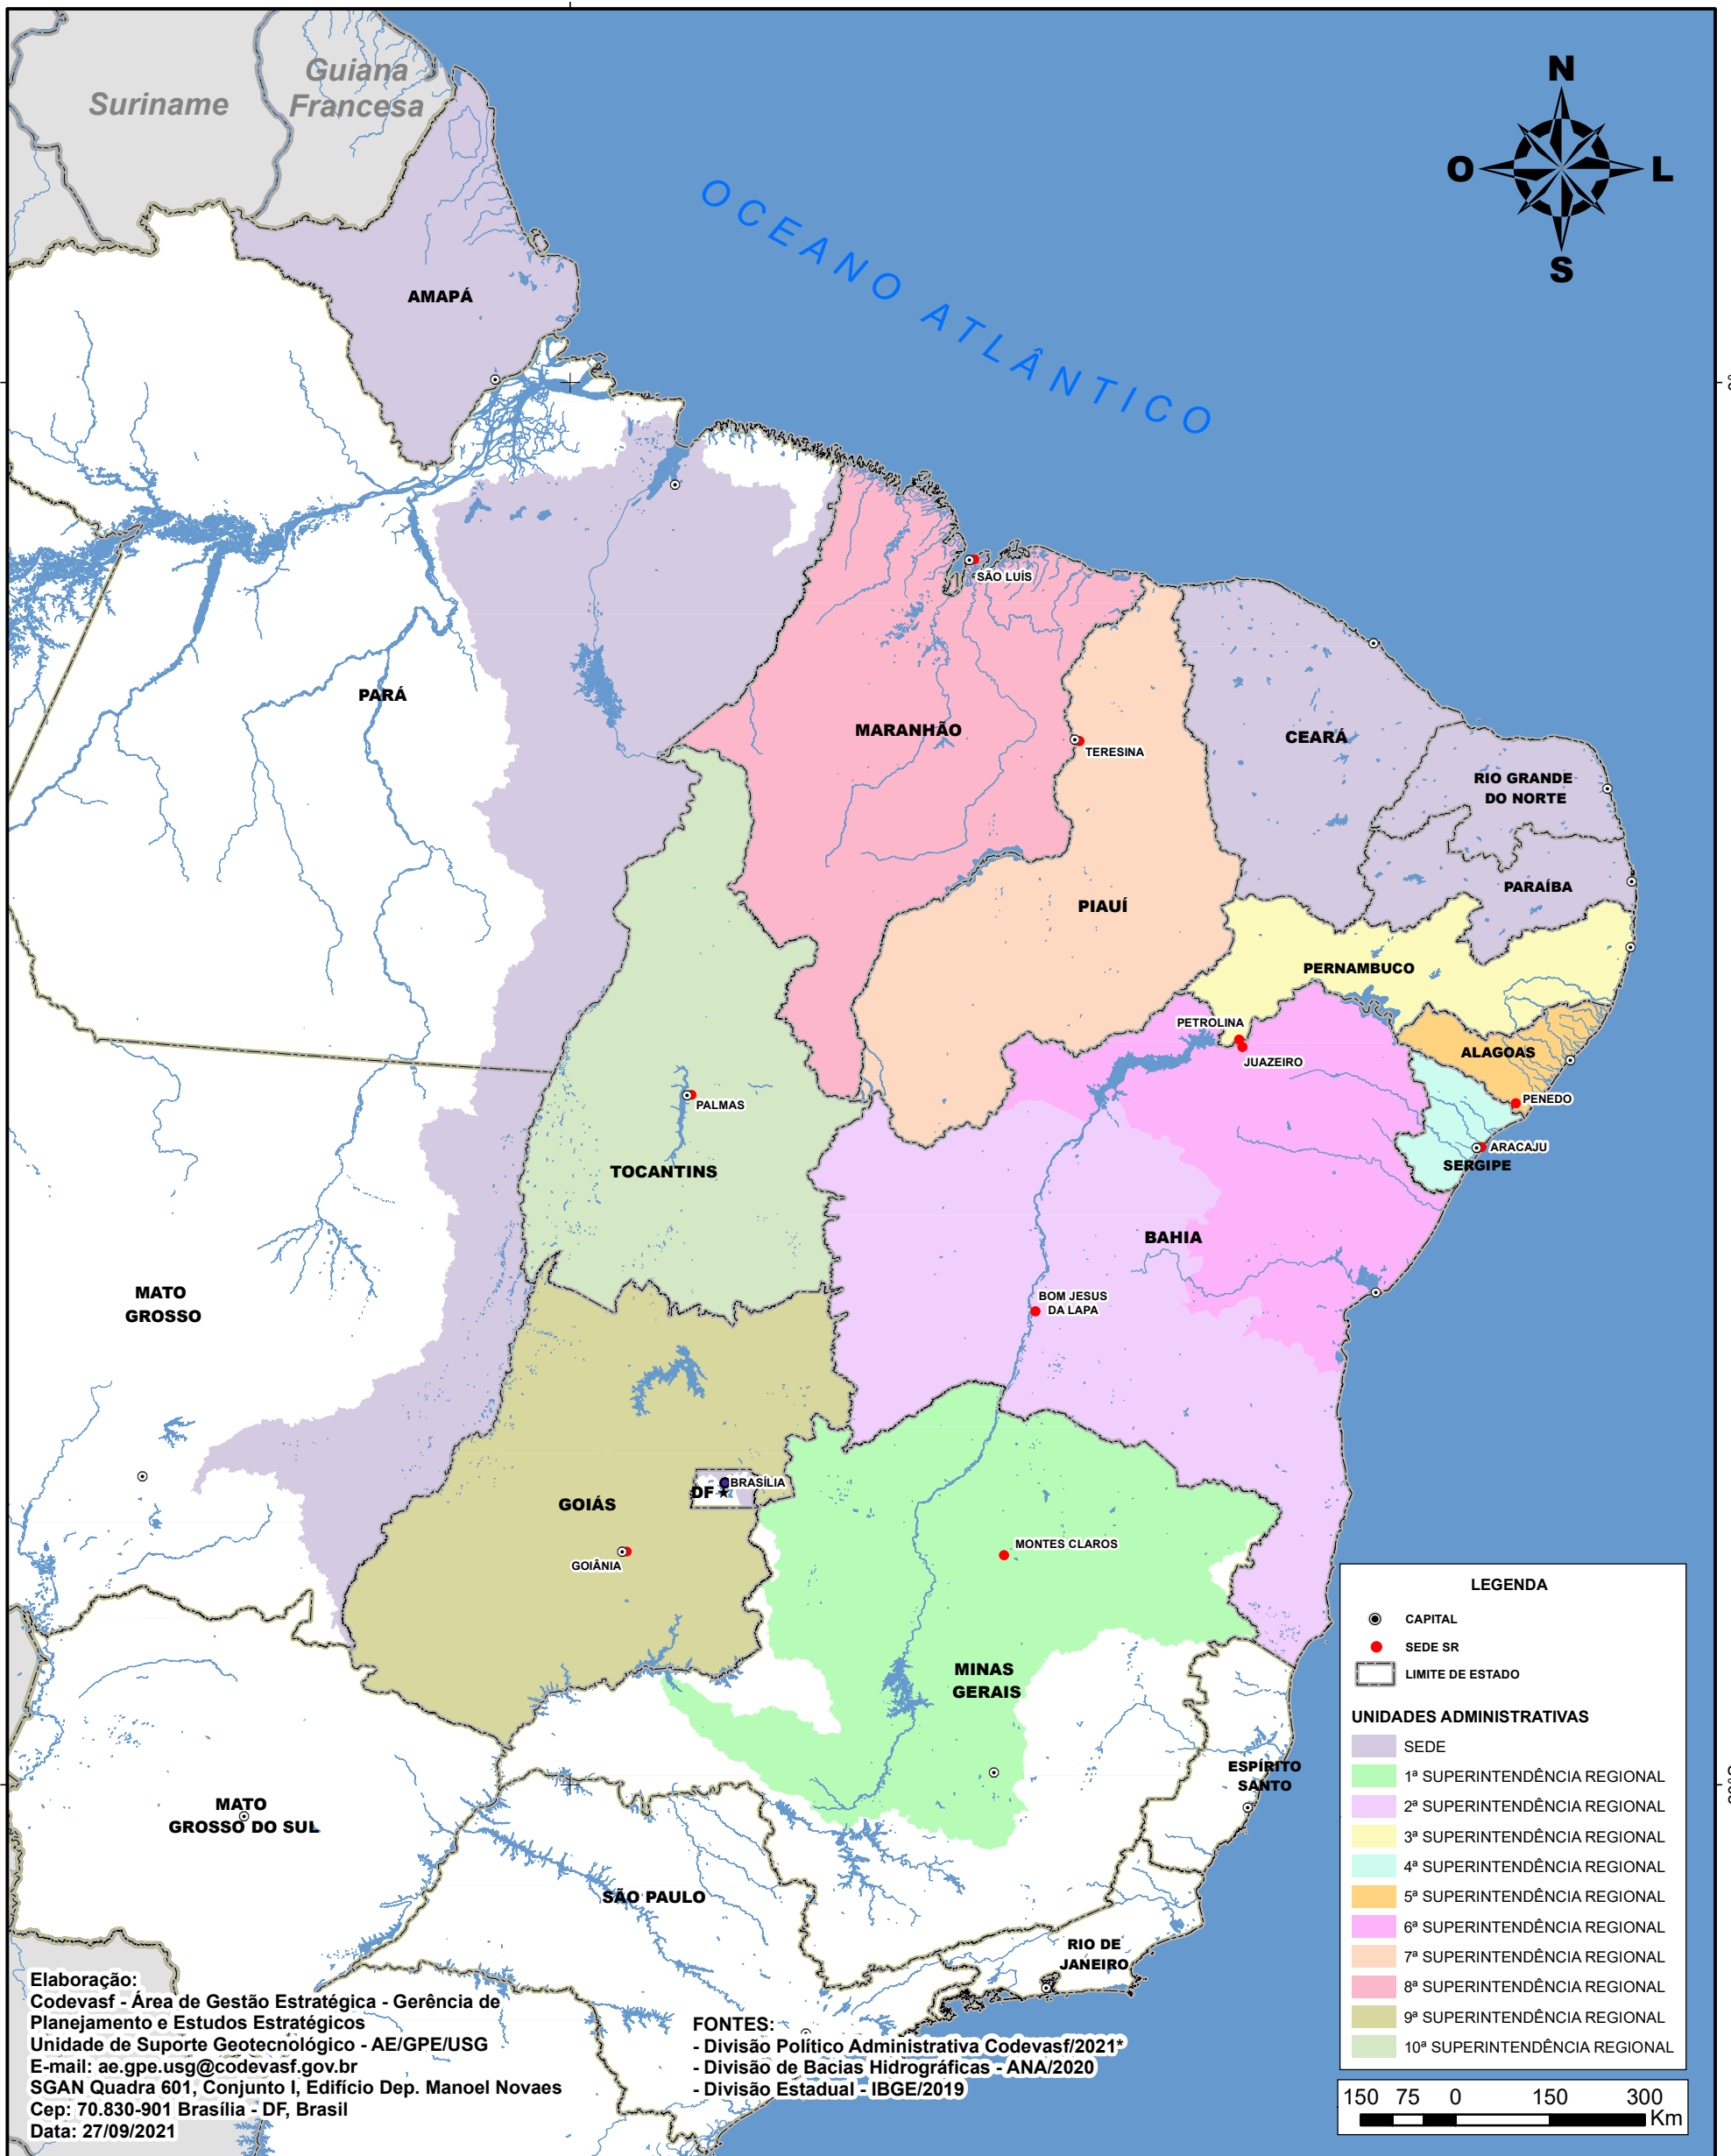 Suriname
Guiana
Francesa
N
O
L
S
OCEANO ATLÂNTICO
AMAPÁ
0°
SÃO LUÍS
PARÁ
MARANHÃO
TERESINA
CEARÁ
RIO GRANDE
DO NORTE
PARAÍBA
PIAUÍ
PERNAMBUCO
PETROLINA
JUAZEIRO
ALAGOAS
PENEDO
PALMAS
ARACAJU
SERGIPE
TOCANTINS
BAHIA
MATO
GROSSO
BOM JESUS
DA LAPA
BRASÍLIA
DF
GOIÁS
GOIÂNIA
MONTES CLAROS
MINAS
GERAIS
ESPÍRITO
SANTO
MATO
GROSSO DO SUL
SÃO PAULO
RIO DE
JANEIRO
LEGENDA
CAPITAL
SEDE SR
LIMITE DE ESTADO
UNIDADES ADMINISTRATIVAS
SEDE
1ª SUPERINTENDÊNCIA REGIONAL
2ª SUPERINTENDÊNCIA REGIONAL
3ª SUPERINTENDÊNCIA REGIONAL
4ª SUPERINTENDÊNCIA REGIONAL
5ª SUPERINTENDÊNCIA REGIONAL
6ª SUPERINTENDÊNCIA REGIONAL
7ª SUPERINTENDÊNCIA REGIONAL
8ª SUPERINTENDÊNCIA REGIONAL
9ª SUPERINTENDÊNCIA REGIONAL
10ª SUPERINTENDÊNCIA REGIONAL
150 75 0 150 300
Km
Elaboração:
Codevasf - Área de Gestão Estratégica - Gerência de
Planejamento e Estudos Estratégicos
Unidade de Suporte Geotecnológico - AE/GPE/USG
E-mail: ae.gpe.usg@codevasf.gov.br
SGAN Quadra 601, Conjunto I, Edifício Dep. Manoel Novaes
Cep: 70.830-901 Brasília - DF, Brasil
Data: 27/09/2021
FONTES:
- Divisão Político Administrativa Codevasf/2021*
- Divisão de Bacias Hidrográficas - ANA/2020
- Divisão Estadual - IBGE/2019